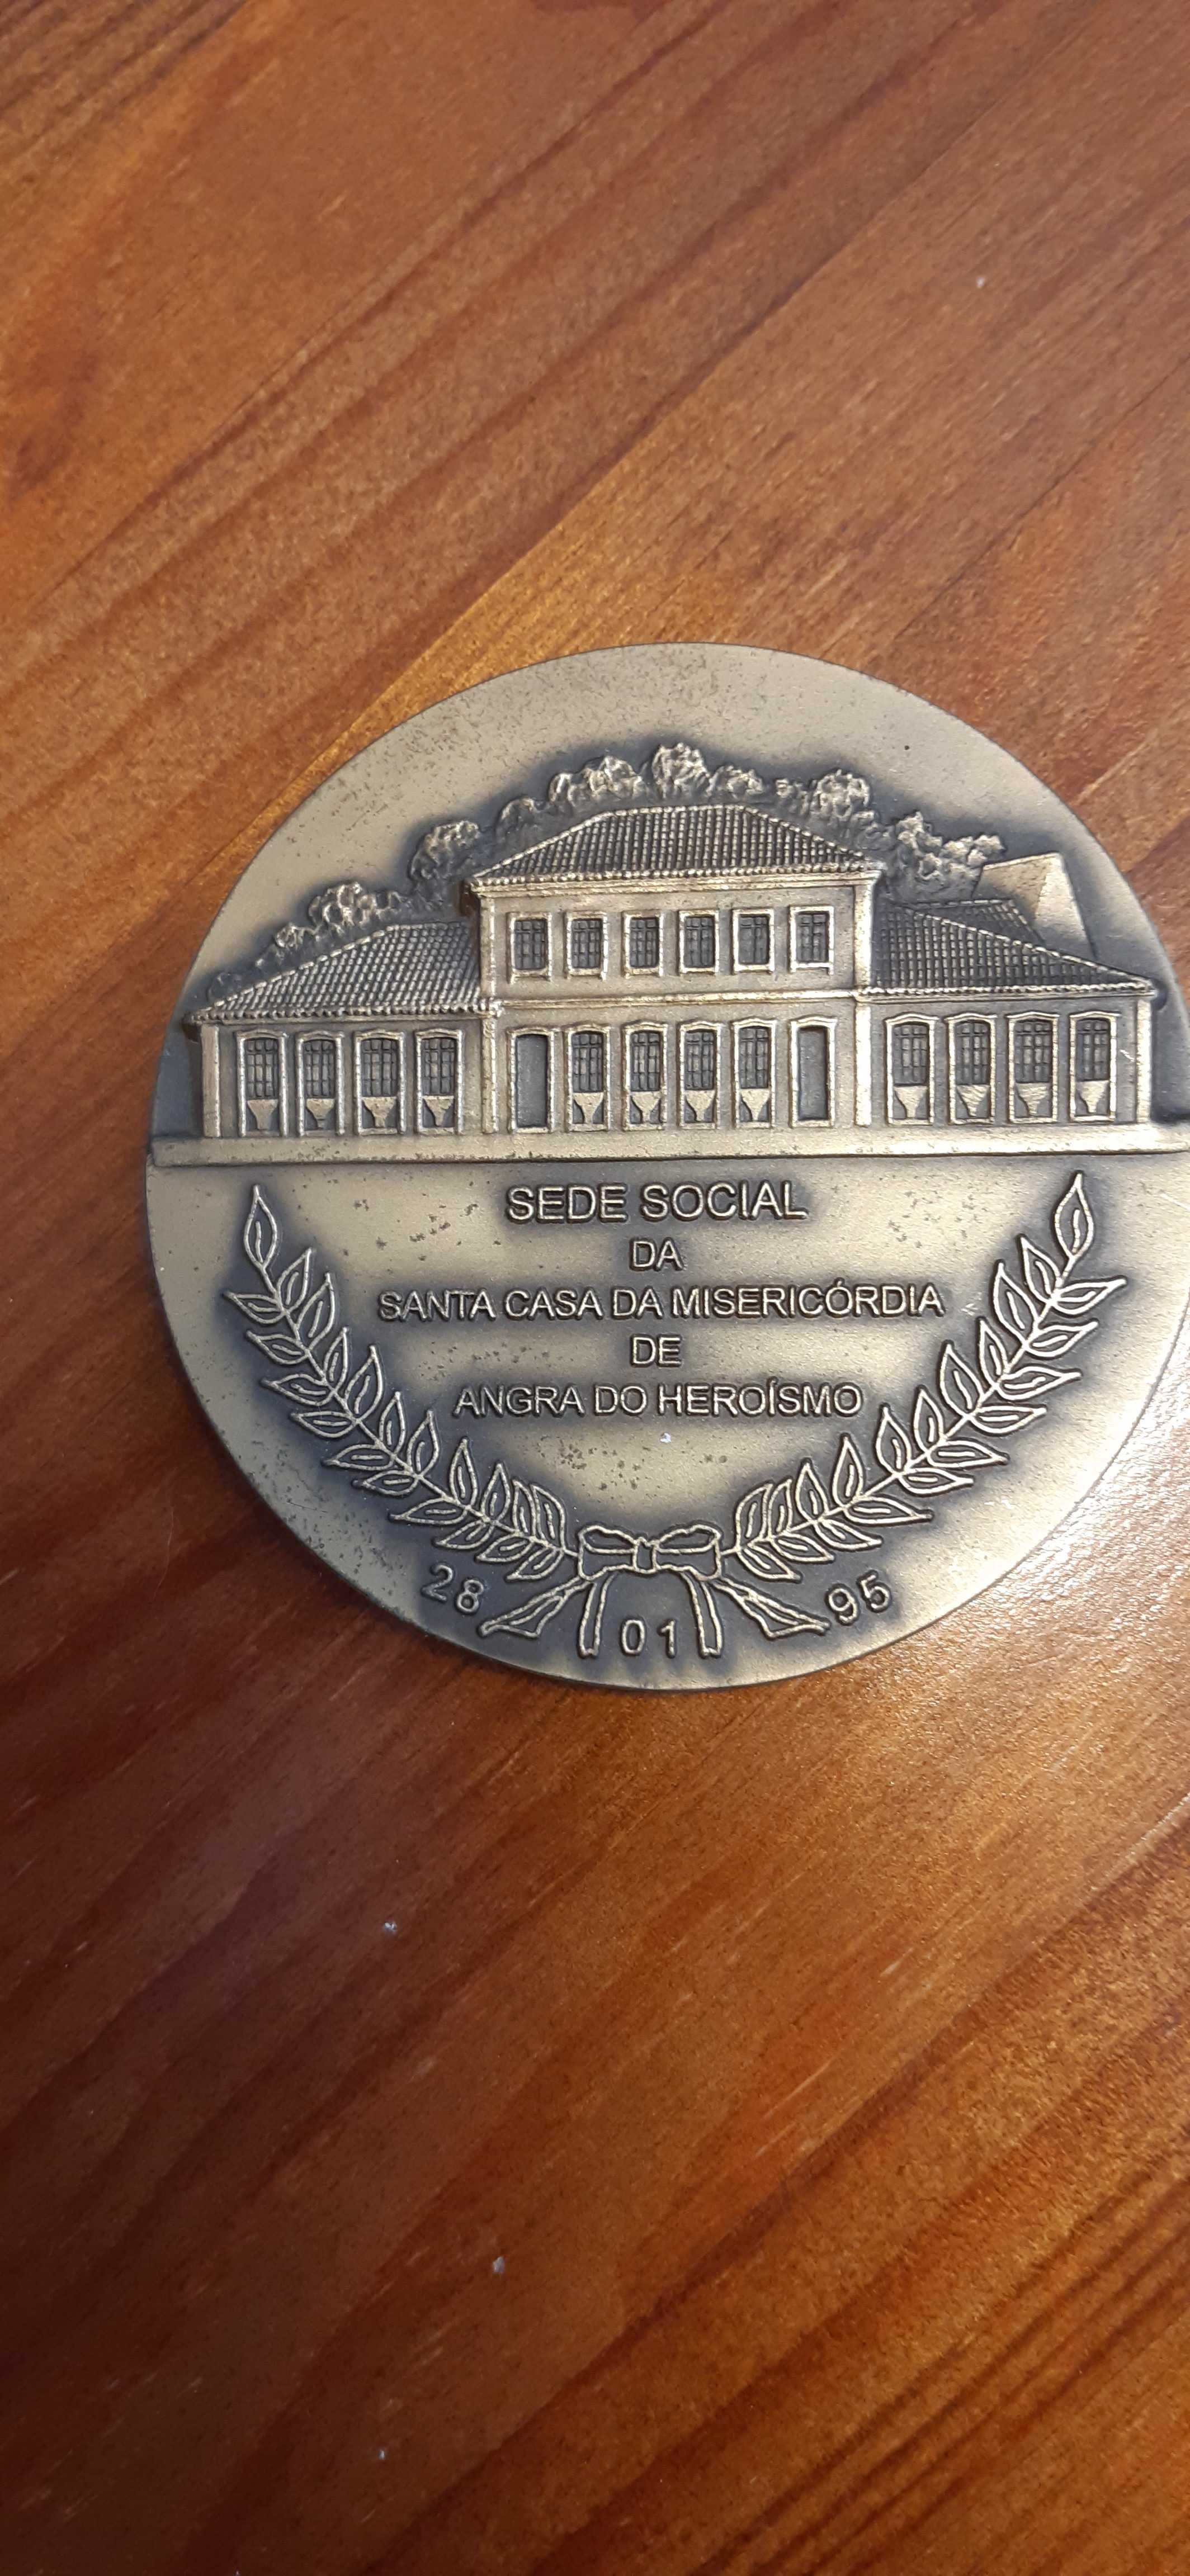 SEDE SOCIAL
DA
SANTA CASA DA MISERICÓRDIA
DE
ANGRA DO HEROÍSMO
28 01 95